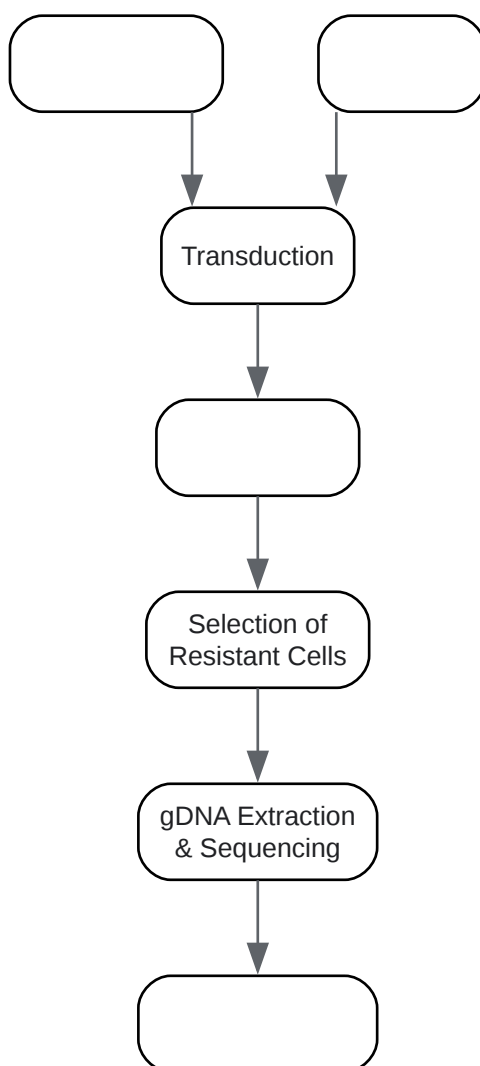 Transduction
Selection of
Resistant Cells
gDNA Extraction
& Sequencing